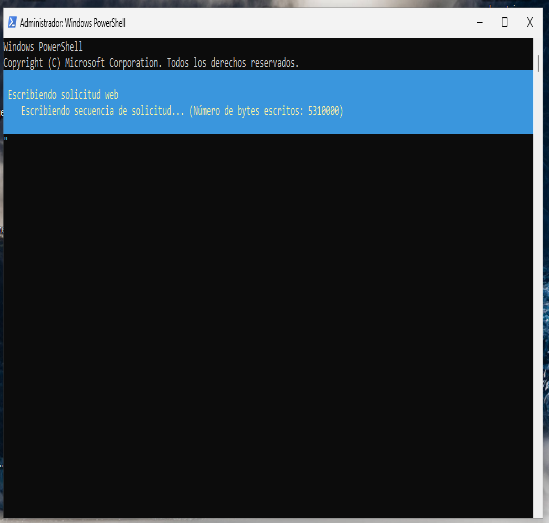 Administrador: Windows PowerShell
Windows PowerShell
Copyright (C) Microsoft Corporation. Todos los derechos reservados.
Escribiendo solicitud web
Escribiendo secuencia de solicitud... (Número de bytes escritos: 5310000)